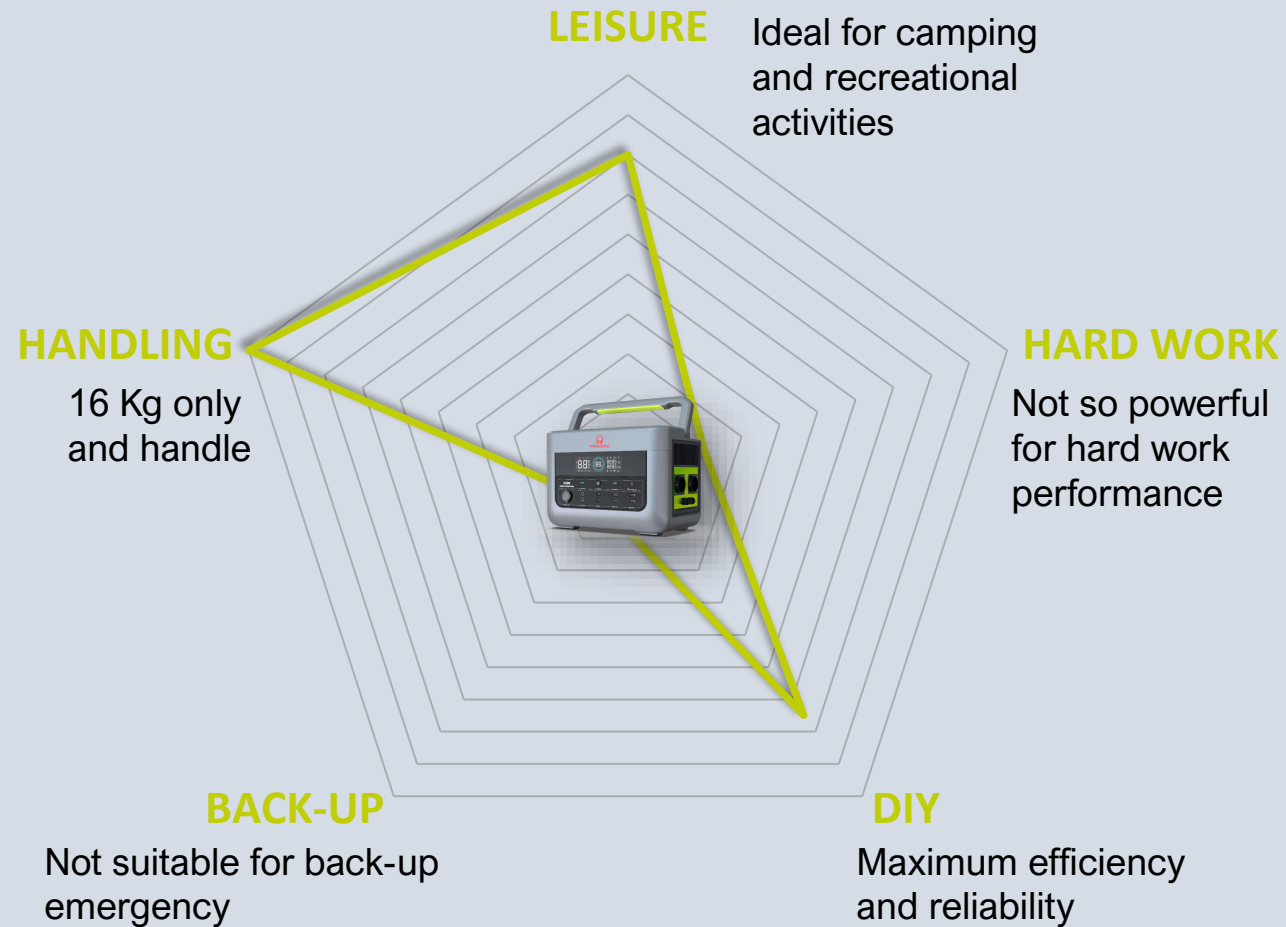 LEISURE
Ideal for camping
and recreational
activities
HANDLING
16 Kg only
and handle
HARD WORK
Not so powerful
for hard work
performance
BACK-UP
Not suitable for back-up
emergency
DIY
Maximum efficiency
and reliability